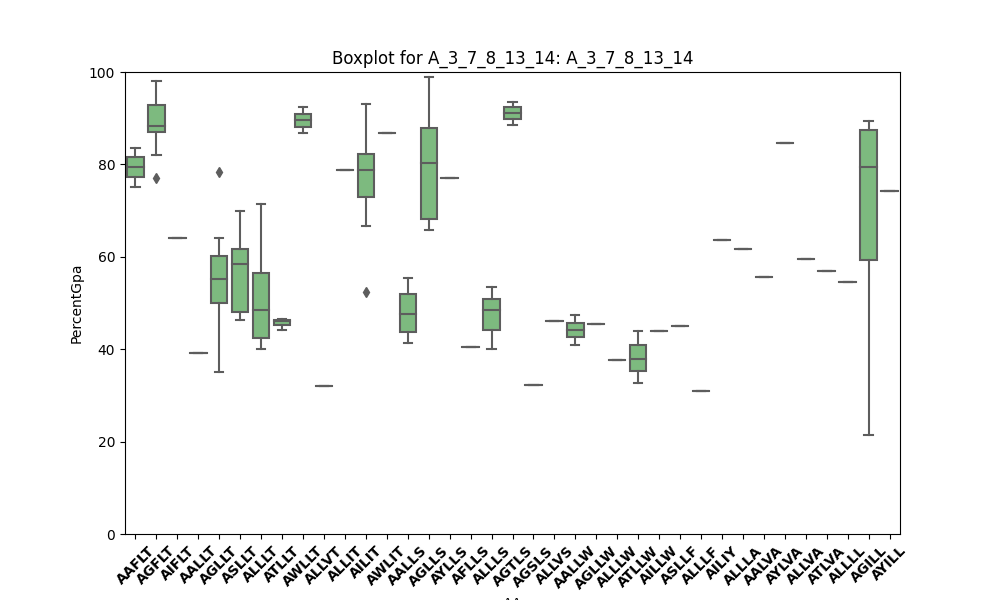 Boxplot for A_3_7_8_13_14: A_3_7_8_13_14
PercentGpa
100
80
60
40
20
0
AAFLT
AGFLT
AIFLT
AALLT
AGLLT
ASLLT
ALLLT
ATLLT
AWLLT
ALLVT
ALLIT
AILIT
AWLIT
AALLS
AGLLS
AYLLS
AFLLS
ALLLS
AGTLS
AGSLS
ALLVS
AALLW
AGLLW
ALLLW
ATLLW
AILLW
ASLLF
ALLLF
AILIY
ALLLA
AALVA
AYLVA
ALLVA
ATLVA
ALLLL
AGILL
AYILL